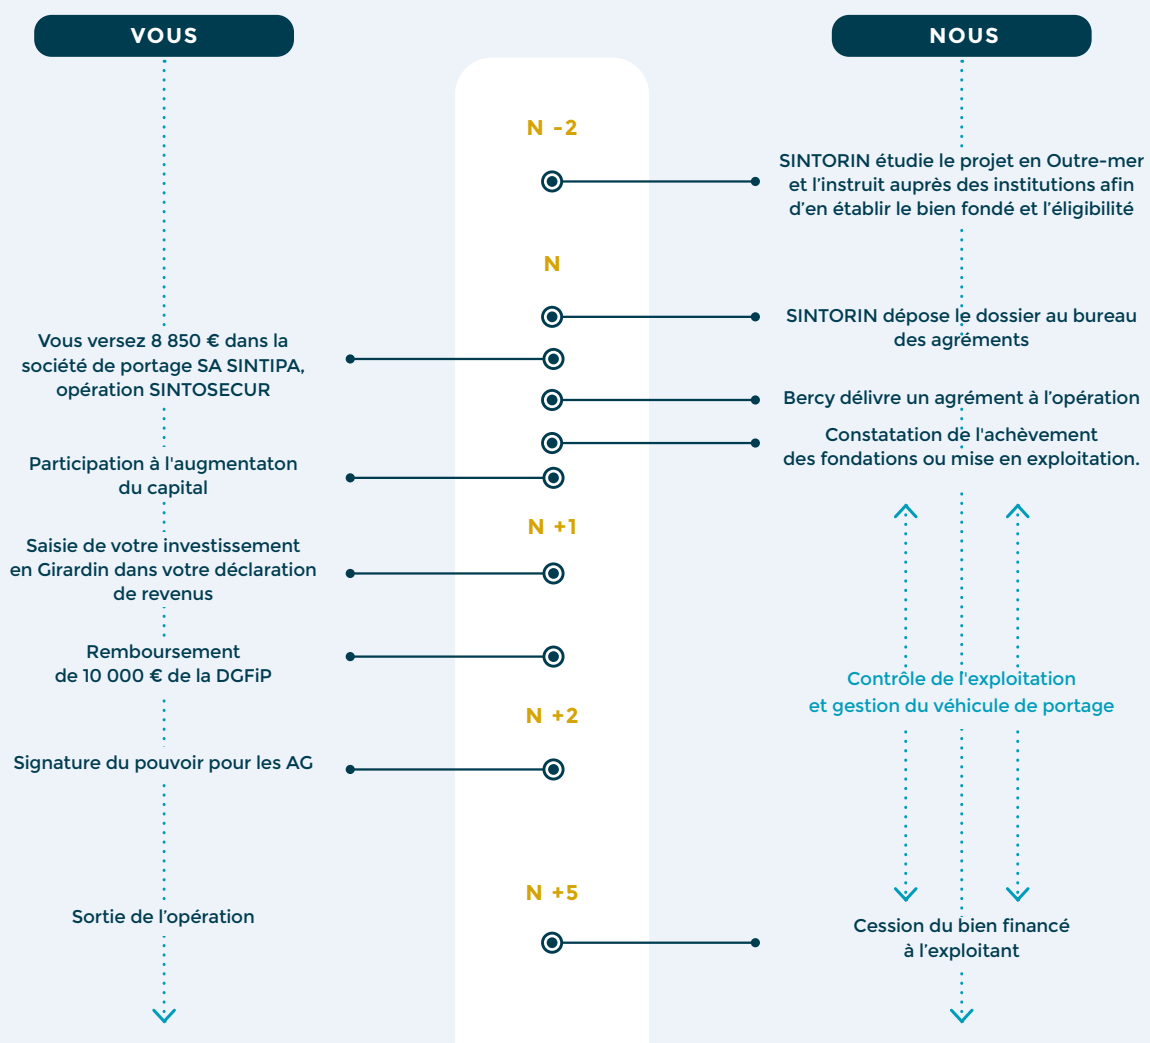 VOUS
NOUS
N -2
SINTORIN étudie le projet en Outre-mer
et l'instruit auprès des institutions afin
d'en établir le bien fondé et l'éligibilité
N
SINTORIN dépose le dossier au bureau
des agréments
Vous versez 8 850 € dans la
société de portage SA SINTIPA,
opération SINTOSECUR
Bercy délivre un agrément à l'opération
Constatation de l'achèvement
des fondations ou mise en exploitation.
Participation à l'augmentaton
du capital
N +1
Saisie de votre investissement
en Girardin dans votre déclaration
de revenus
Remboursement
de 10 000 € de la DGFiP
Contrôle de l'exploitation
et gestion du véhicule de portage
N +2
Signature du pouvoir pour les AG
N +5
Sortie de l'opération
Cession du bien financé
à l'exploitant